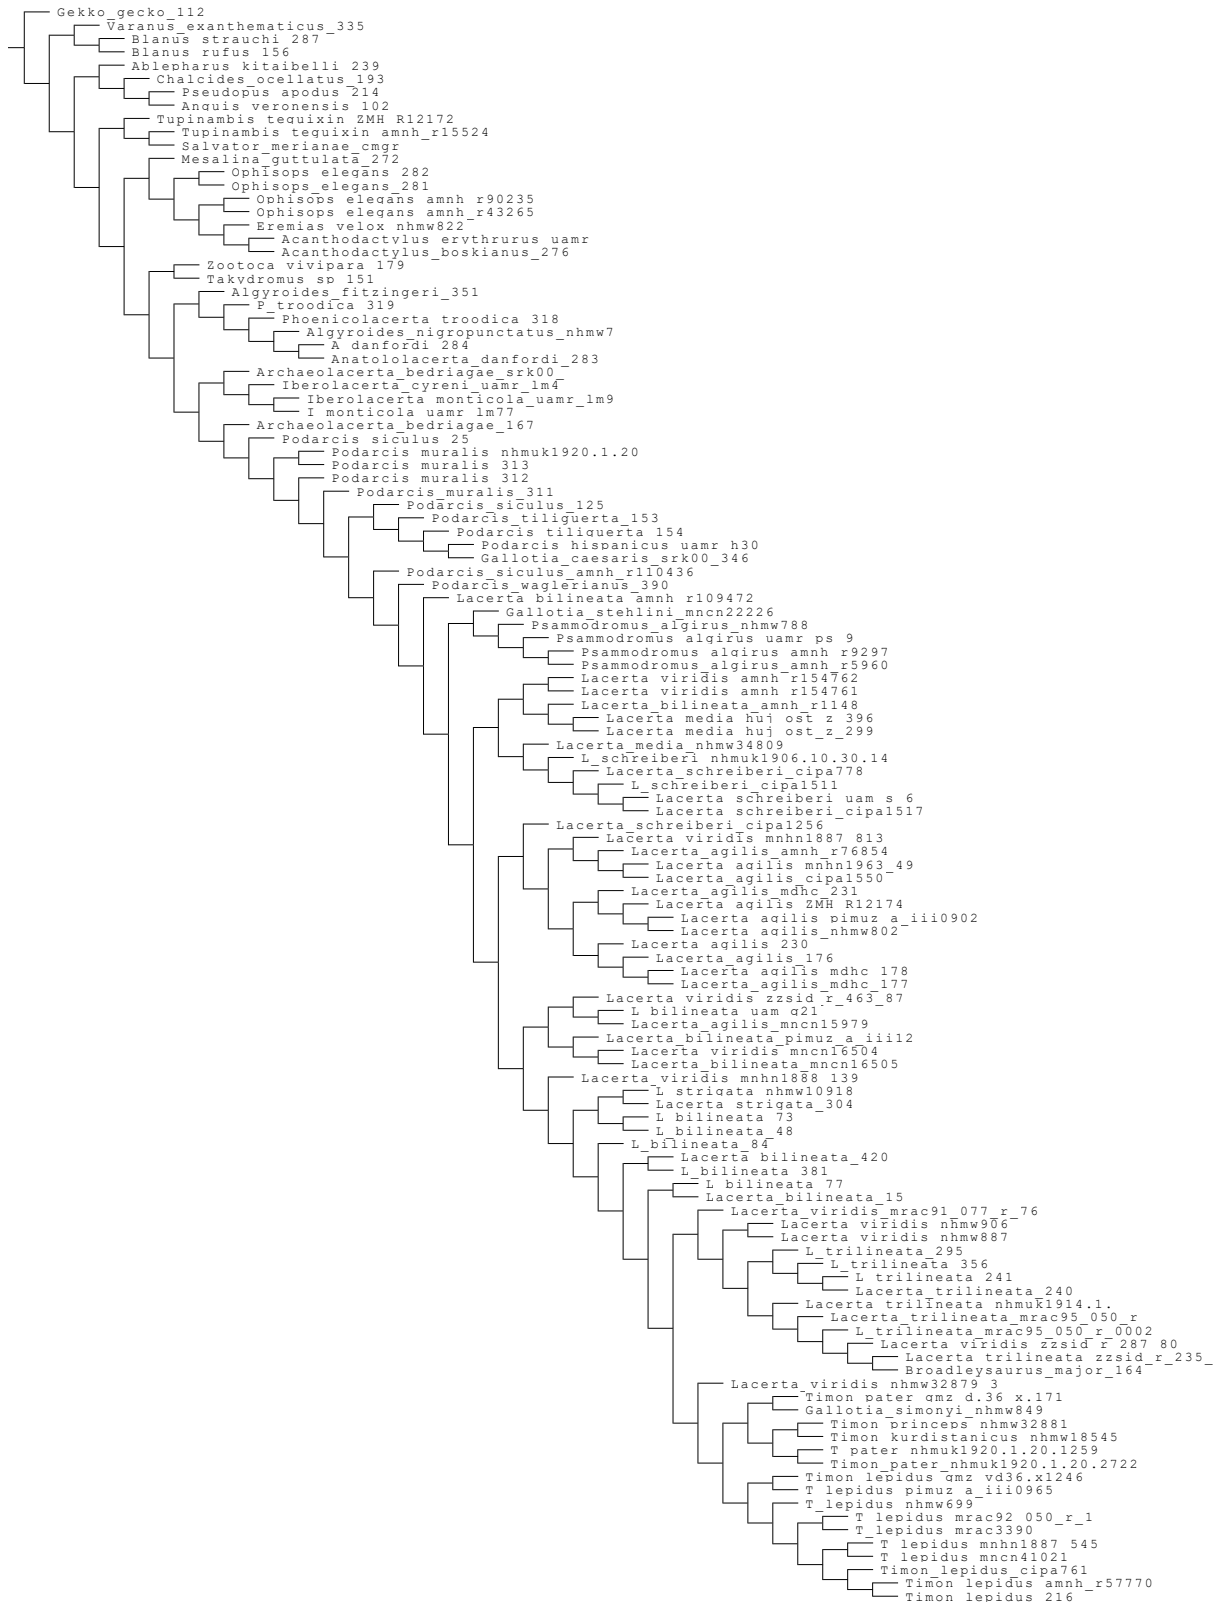 Gekko_gecko_112
Varanus_exanthematicus_335
Blanus_strauchi_287
Blanus_rufus_156
Ablepharus_kitaibelli_239
Chalcides_ocellatus_193
Pseudopus_apodus_214
Anguis_veronensis_102
Tupinambis_teguixin_ZMH_R12172
Tupinambis_teguixin_amnh_r15524
Salvator_merianae_cmgr
Mesalina_guttulata_272
Ophisops_elegans_282
Ophisops_elegans_281
Ophisops_elegans_amnh_r90235
Ophisops_elegans_amnh_r43265
Eremias_velox_nhmw822
Acanthodactylus_erythrurus_uamr
Acanthodactylus_boskianus_276
Zootoca_vivipara_179
Takydromus_sp_151
Algyroides_fitzingeri_351
P_troodica_319
Phoenicolacerta_troodica_318
Algyroides_nigropunctatus_nhmw7
A_danfordi_284
Anatololacerta_danfordi_283
Archaeolacerta_bedriagae_srk00_
Iberolacerta_cyreni_uamr_lm4
Iberolacerta_monticola_uamr_lm9
I_monticola_uamr_lm77
Archaeolacerta_bedriagae_167
Podarcis_siculus_25
Podarcis_muralis_nhmuk1920.1.20
Podarcis_muralis_313
Podarcis_muralis_312
Podarcis_muralis_311
Podarcis_siculus_125
Podarcis_tiliguerta_153
Podarcis_tiliguerta_154
Podarcis_hispanicus_uamr_h30
Gallotia_caesaris_srk00_346
Podarcis_siculus_amnh_r110436
Podarcis_waglerianus_390
Lacerta_bilineata_amnh_r109472
Gallotia_stehlini_mncn22226
Psammodromus_algirus_nhmw788
Psammodromus_algirus_uamr_ps_9
Psammodromus_algirus_amnh_r9297
Psammodromus_algirus_amnh_r5960
Lacerta_viridis_amnh_r154762
Lacerta_viridis_amnh_r154761
Lacerta_bilineata_amnh_r1148
Lacerta_media_huj_ost_z_396
Lacerta_media_huj_ost_z_299
Lacerta_media_nhmw34809
L_schreiberi_nhmuk1906.10.30.14
Lacerta_schreiberi_cipa778
L_schreiberi_cipa1511
Lacerta_schreiberi_uam_s_6
Lacerta_schreiberi_cipa1517
Lacerta_schreiberi_cipa1256
Lacerta_viridis_mnhn1887_813
Lacerta_agilis_amnh_r76854
Lacerta_agilis_mnhn1963_49
Lacerta_agilis_cipa1550
Lacerta_agilis_mdhc_231
Lacerta_agilis_ZMH_R12174
Lacerta_agilis_pimuz_a_iii0902
Lacerta_agilis_nhmw802
Lacerta_agilis_230
Lacerta_agilis_176
Lacerta_agilis_mdhc_178
Lacerta_agilis_mdhc_177
Lacerta_viridis_zzsid_r_463_87
L_bilineata_uam_g21
Lacerta_agilis_mncn15979
Lacerta_bilineata_pimuz_a_iii12
Lacerta_viridis_mncn16504
Lacerta_bilineata_mncn16505
Lacerta_viridis_mnhn1888_139
L_strigata_nhmw10918
Lacerta_strigata_304
L_bilineata_73
L_bilineata_48
L_bilineata_84
Lacerta_bilineata_420
L_bilineata_381
L_bilineata_77
Lacerta_bilineata_15
Lacerta_viridis_mrac91_077_r_76
Lacerta_viridis_nhmw906
Lacerta_viridis_nhmw887
L_trilineata_295
L_trilineata_356
L_trilineata_241
Lacerta_trilineata_240
Lacerta_trilineata_nhmuk1914.1.
Lacerta_trilineata_mrac95_050_r
L_trilineata_mrac95_050_r_0002
Lacerta_viridis_zzsid_r_287_80
Lacerta_trilineata_zzsid_r_235_
Broadleysaurus_major_164
Lacerta_viridis_nhmw32879_3
Timon_pater_gmz_d.36_x.171
Gallotia_simonyi_nhmw849
Timon_princeps_nhmw32881
Timon_kurdistanicus_nhmw18545
T_pater_nhmuk1920.1.20.1259
Timon_pater_nhmuk1920.1.20.2722
Timon_lepidus_gmz_vd36.x1246
T_lepidus_pimuz_a_iii0965
T_lepidus_nhmw699
T_lepidus_mrac92_050_r_1
T_lepidus_mrac3390
T_lepidus_mnhn1887_545
T_lepidus_mncn41021
Timon_lepidus_cipa761
Timon_lepidus_amnh_r57770
Timon_lepidus_216